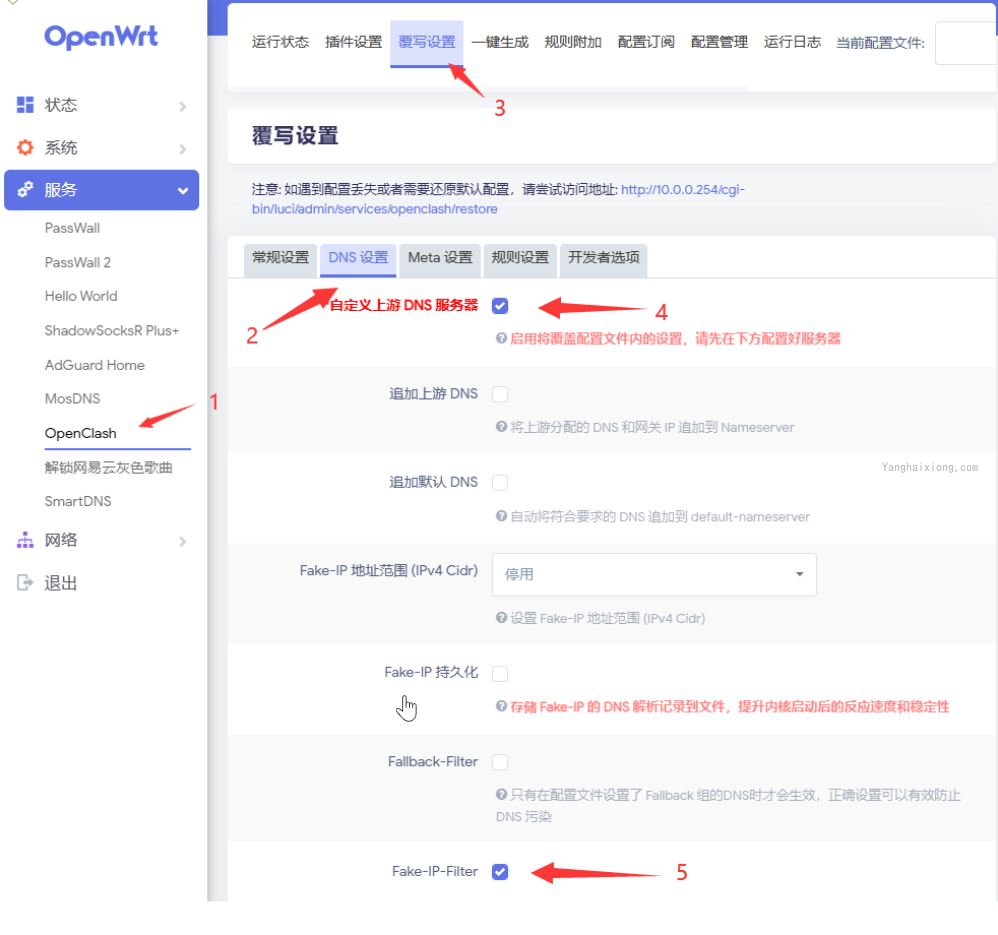 OpenWrt
状态
系统
服务
PassWall
PassWall 2
Hello World
ShadowSocksR Plus+
AdGuard Home
MosDNS
1
OpenClash
解锁网易云灰色歌曲
SmartDNS
网络
退出
运行状态 插件设置 覆写设置 一键生成 规则附加 配置订阅 配置管理 运行日志 当前配置文件:
3
覆写设置
注意: 如遇到配置丢失或者需要还原默认配置，请尝试访问地址: http://10.0.0.254/cgi-
bin/luci/admin/services/openclash/restore
常规设置 DNS 设置 Meta 设置 规则设置 开发者选项
自定义上游 DNS 服务器
4
2
启用将覆盖配置文件内的设置，请先在下方配置好服务器
追加上游 DNS
将上游分配的 DNS 和网关 IP 追加到 Nameserver
Yanghaixiong.com
追加默认 DNS
自动将符合要求的 DNS 追加到 default-nameserver
Fake-IP 地址范围 (IPv4 Cidr)
停用
设置 Fake-IP 地址范围 (IPv4 Cidr)
Fake-IP 持久化
存储 Fake-IP 的 DNS 解析记录到文件，提升内核启动后的反应速度和稳定性
Fallback-Filter
只有在配置文件设置了 Fallback 组的DNS时才会生效，正确设置可以有效防止
DNS 污染
Fake-IP-Filter
5